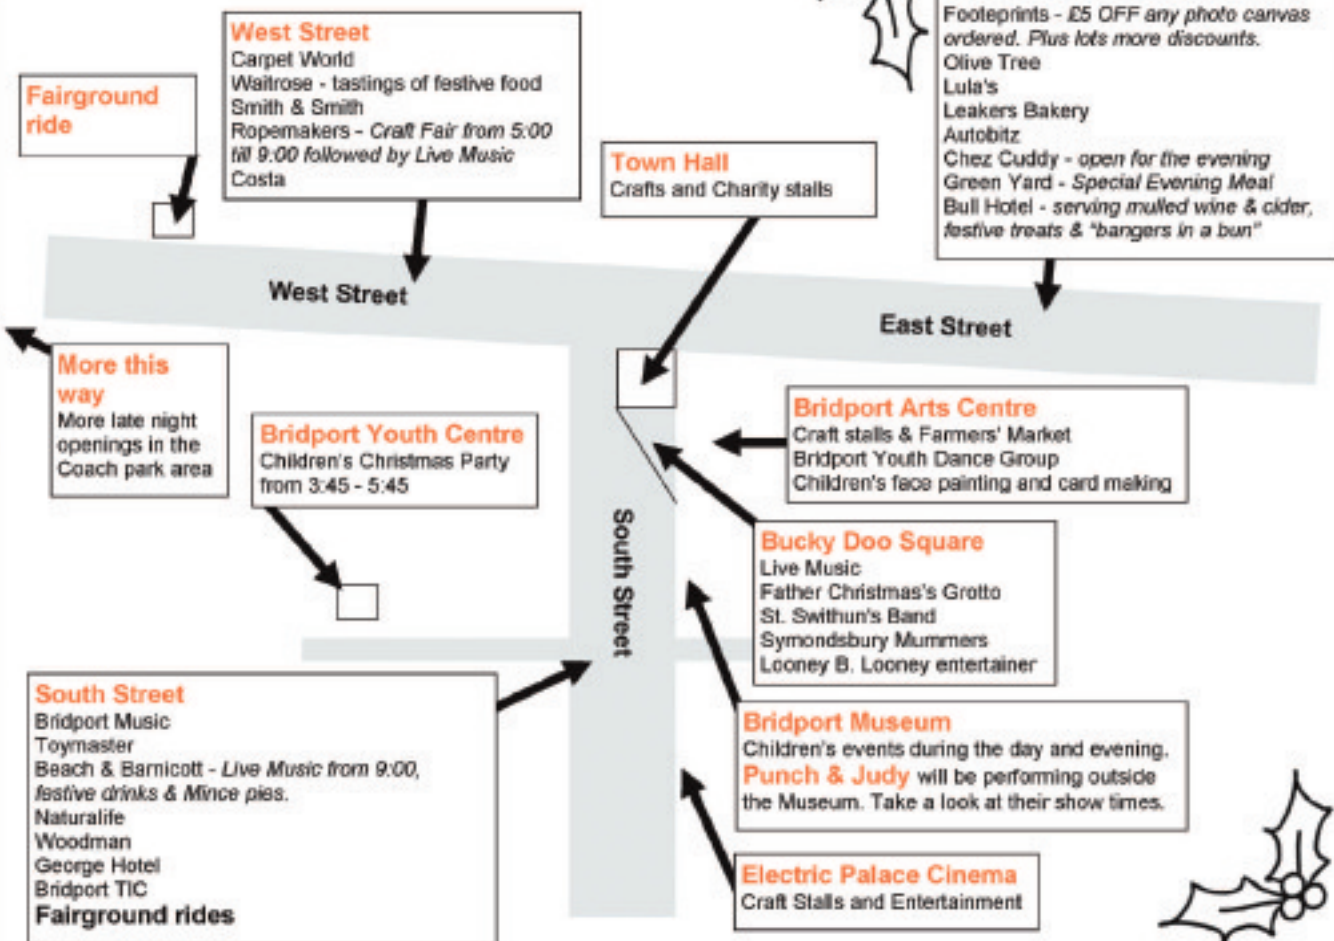 West Street
Carpet World
Waitrose - tastings of festive food
Smith & Smith
Ropemakers - Craft Fair from 5:00
till 9:00 followed by Live Music
Costa
Fairground
ride
Town Hall
Crafts and Charity stalls
Footeprints - £5 OFF any photo canvas
ordered. Plus lots more discounts.
Olive Tree
Lula's
Leakers Bakery
Autobitz
Chez Cuddy - open for the evening
Green Yard - Special Evening Meal
Bull Hotel - serving mulled wine & cider,
festive treats & "bangers in a bun"
West Street
East Street
More this
way
More late night
openings in the
Coach park area
Bridport Youth Centre
Children's Christmas Party
from 3:45 - 5:45
Bridport Arts Centre
Craft stalls & Farmers' Market
Bridport Youth Dance Group
Children's face painting and card making
South Street
Bucky Doo Square
Live Music
Father Christmas's Grotto
St. Swithun's Band
Symondsbury Mummers
Looney B. Looney entertainer
South Street
Bridport Music
Toymaster
Beach & Barnicott - Live Music from 9:00,
festive drinks & Mince pies.
Naturalife
Woodman
George Hotel
Bridport TIC
Fairground rides
Bridport Museum
Children's events during the day and evening.
Punch & Judy will be performing outside
the Museum. Take a look at their show times.
Electric Palace Cinema
Craft Stalls and Entertainment